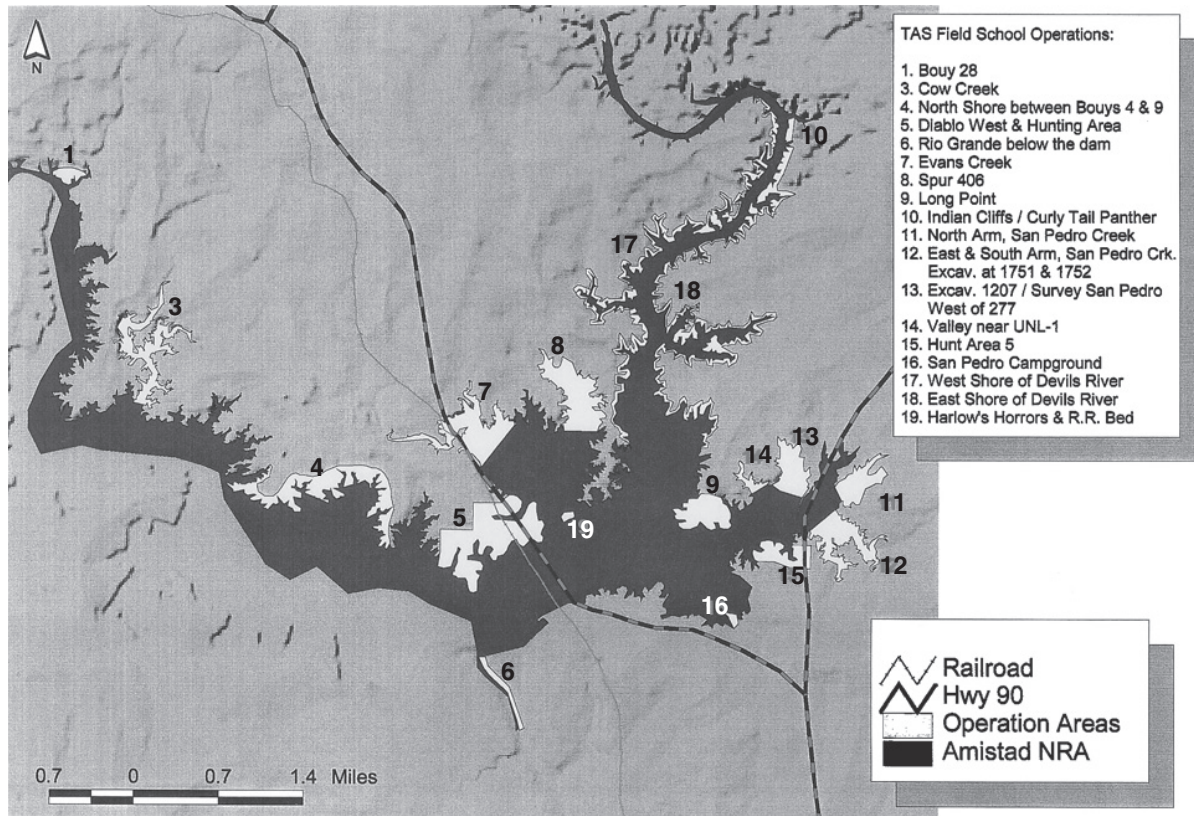 N
1
3
4
5
6
7
8
9
10
11
12
13
14
15
16
17
18
19
0.7 0 0.7 1.4 Miles
TAS Field School Operations:
1. Bouy 28
3. Cow Creek
4. North Shore between Bouys 4 & 9
5. Diablo West & Hunting Area
6. Rio Grande below the dam
7. Evans Creek
8. Spur 406
9. Long Point
10. Indian Cliffs / Curly Tail Panther
11. North Arm, San Pedro Creek
12. East & South Arm, San Pedro Crk.
Excav. at 1751 & 1752
13. Excav. 1207 / Survey San Pedro
West of 277
14. Valley near UNL-1
15. Hunt Area 5
16. San Pedro Campground
17. West Shore of Devils River
18. East Shore of Devils River
19. Harlow's Horrors & R.R. Bed
Railroad
Hwy 90
Operation Areas
Amistad NRA